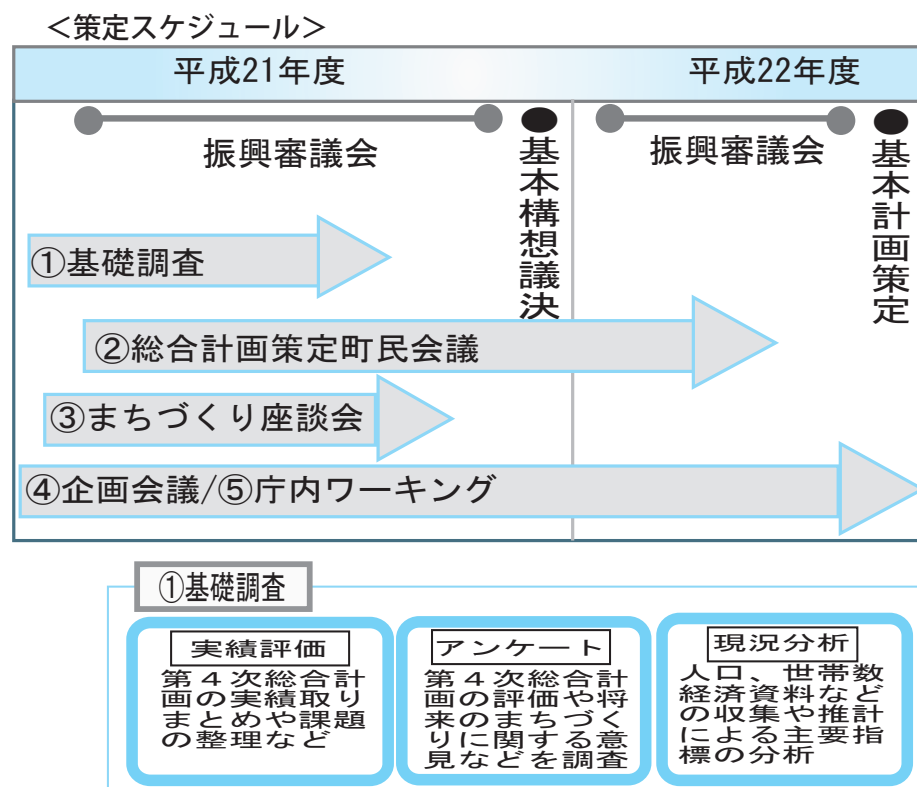 ＜策定スケジュール＞
平成21年度
平成22年度
振興審議会
基本構想議決
振興審議会
基本計画策定
①基礎調査
②総合計画策定町民会議
③まちづくり座談会
④企画会議/⑤庁内ワーキング
①基礎調査
実績評価
第４次総合計
画の実績取り
まとめや課題
の整理など
アンケート
第４次総合計
画の評価や将
来のまちづく
りに関する意
見などを調査
現況分析
人口、世帯数
経済資料など
の収集や推計
による主要指
標の分析